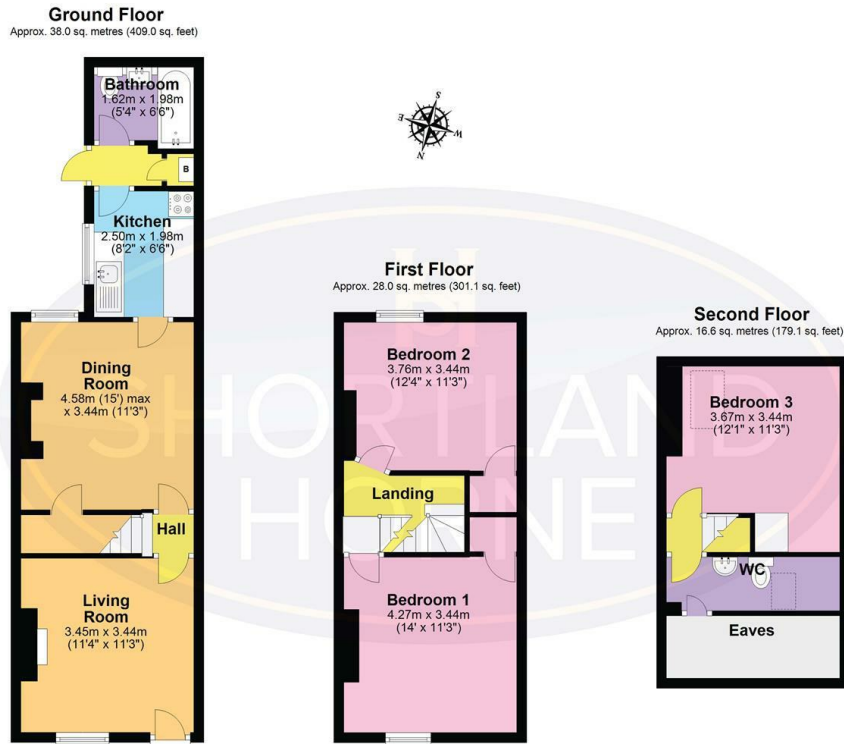 Ground Floor
Approx. 38.0 sq. metres (409.0 sq. feet)
Bathroom
1.62m x 1.98m
(5'4" x 6'6")
B
Kitchen
2.50m x 1.98m
(8'2" x 6'6")
Dining
Room
4.58m (15') max
x 3.44m (11'3")
Hall
Living
Room
3.45m x 3.44m
(11'4" x 11'3")
S
E
W
N
First Floor
Approx. 28.0 sq. metres (301.1 sq. feet)
Bedroom 2
3.76m x 3.44m
(12'4" x 11'3")
Landing
Bedroom 1
4.27m x 3.44m
(14' x 11'3")
Second Floor
Approx. 16.6 sq. metres (179.1 sq. feet)
Bedroom 3
3.67m x 3.44m
(12'1" x 11'3")
WC
Eaves
SHORTLAND
HORNE